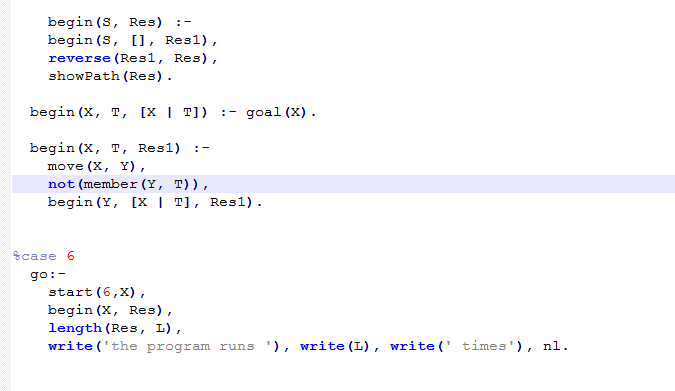 begin(S, Res) :-
begin(S, [], Res1),
reverse(Res1, Res),
showPath(Res).
begin(X, T, [X | T]) :- goal(X).
begin(X, T, Res1) :-
move(X, Y),
not(member(Y, T)),
begin(Y, [X | T], Res1).
%case 6
go:-
start(6,X),
begin(X, Res),
length(Res, L),
write('the program runs '), write(L), write(' times'), nl.